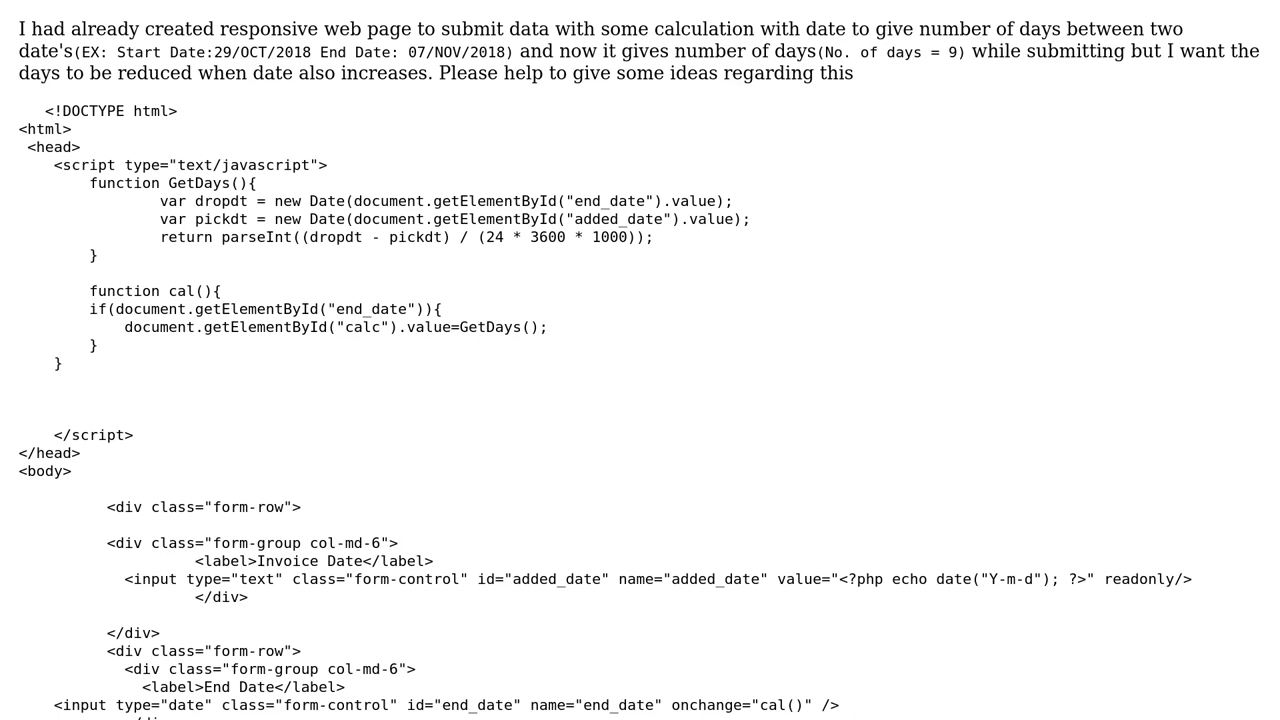 I had already created responsive web page to submit data with some calculation with date to give number of days between two
date's(EX: Start Date:29/OCT/2018 End Date: 07/NOV/2018) and now it gives number of days(No. of days = 9) while submitting but I want the
days to be reduced when date also increases. Please help to give some ideas regarding this
<!DOCTYPE html>
<html>
<head>
<script type="text/javascript">
function GetDays(){
var dropdt = new Date(document.getElementById("end_date").value);
var pickdt = new Date(document.getElementById("added_date").value);
return parseInt((dropdt - pickdt) / (24 * 3600 * 1000));
}
function cal(){
if(document.getElementById("end_date")){
document.getElementById("calc").value=GetDays();
}
}
</script>
</head>
<body>
<div class="form-row">
<div class="form-group col-md-6">
<label>Invoice Date</label>
<input type="text" class="form-control" id="added_date" name="added_date" value="<?php echo date("Y-m-d"); ?>" readonly/>
</div>
</div>
<div class="form-row">
<div class="form-group col-md-6">
<label>End Date</label>
<input type="date" class="form-control" id="end_date" name="end_date" onchange="cal()" />